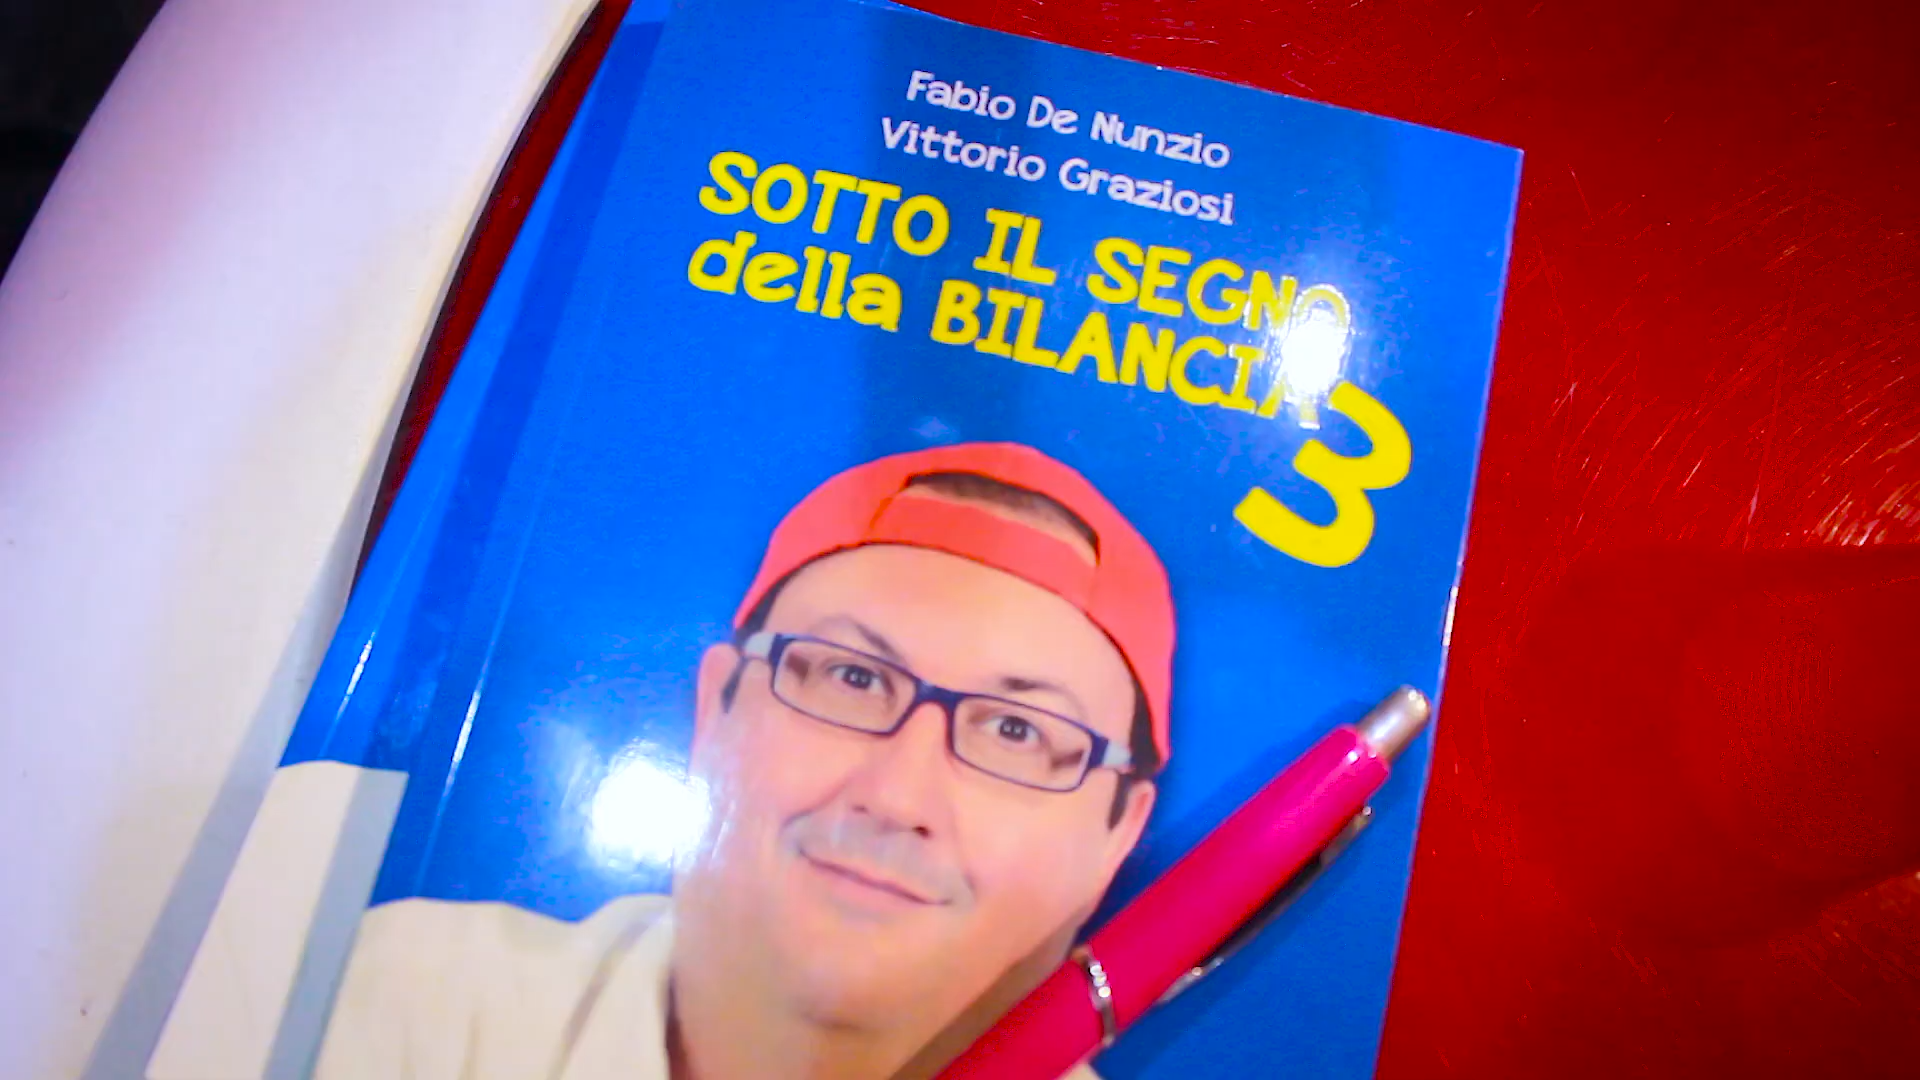 Fabio De Nunzio
Vittorio Graziosi
SOTTO IL SEGNO
della BILANCIA
3